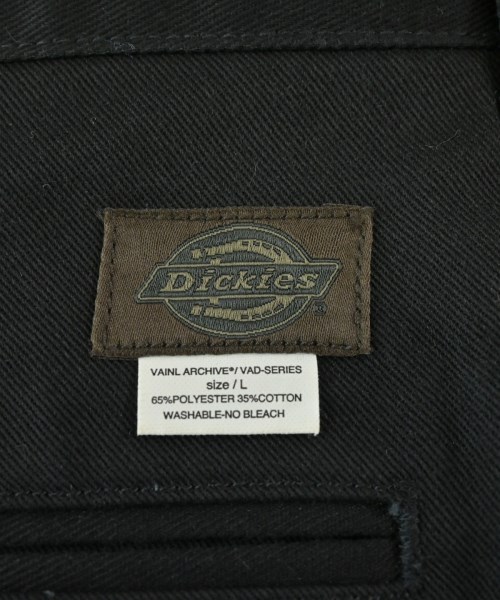 Dickies
VAINL ARCHIVE®/ VAD-SERIES
size / L
65%POLYESTER 35%COTTON
WASHABLE-NO BLEACH